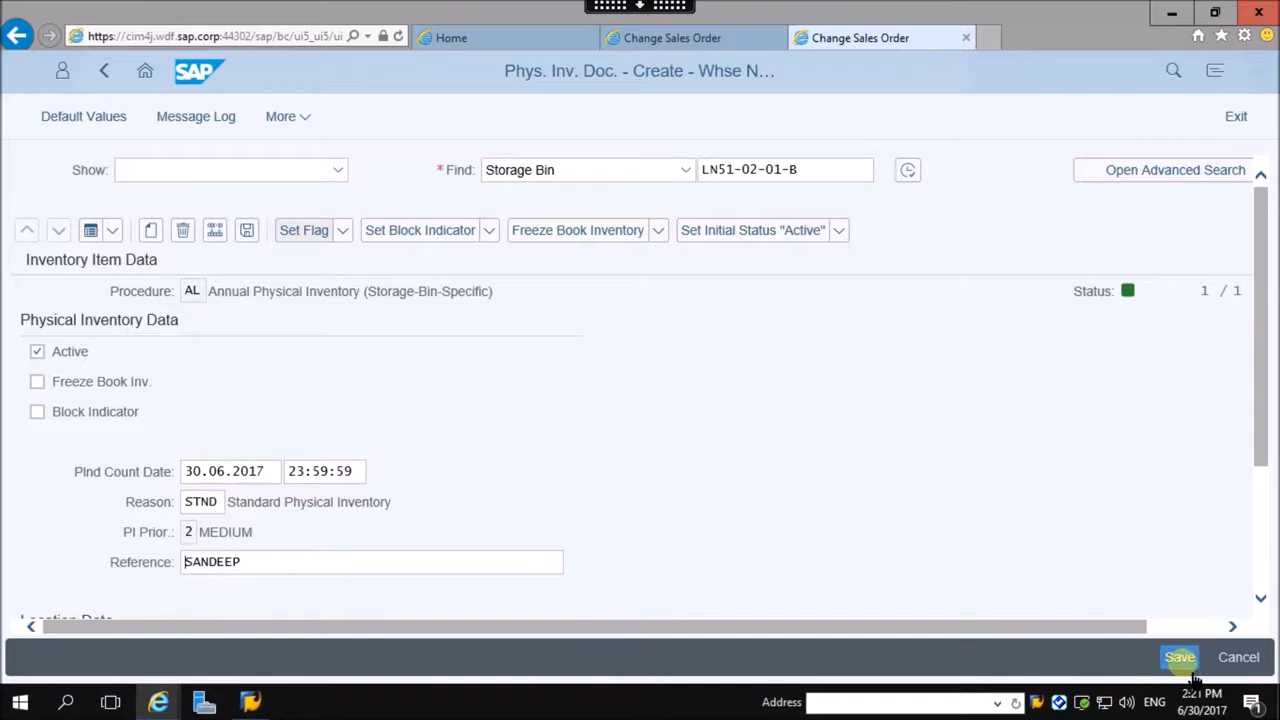 https://cim4j.wdf.sap.corp:44302/sap/bc/ui5_ui5/ui
Home
Change Sales Order
Change Sales Order
SAP
Phys. Inv. Doc. - Create - Whse N...
Default Values
Message Log
More
Exit
Show:
* Find:
Storage Bin
LN51-02-01-B
Open Advanced Search
Set Flag
Set Block Indicator
Freeze Book Inventory
Set Initial Status "Active"
Inventory Item Data
Procedure: AL Annual Physical Inventory (Storage-Bin-Specific)
Status:
1 / 1
Physical Inventory Data
Active
Freeze Book Inv.
Block Indicator
Plnd Count Date: 30.06.2017 23:59:59
Reason: STND Standard Physical Inventory
PI Prior.: 2 MEDIUM
Reference: SANDEEP
Location Data
Save
Cancel
Address
ENG
2:21 PM
6/30/2017
1